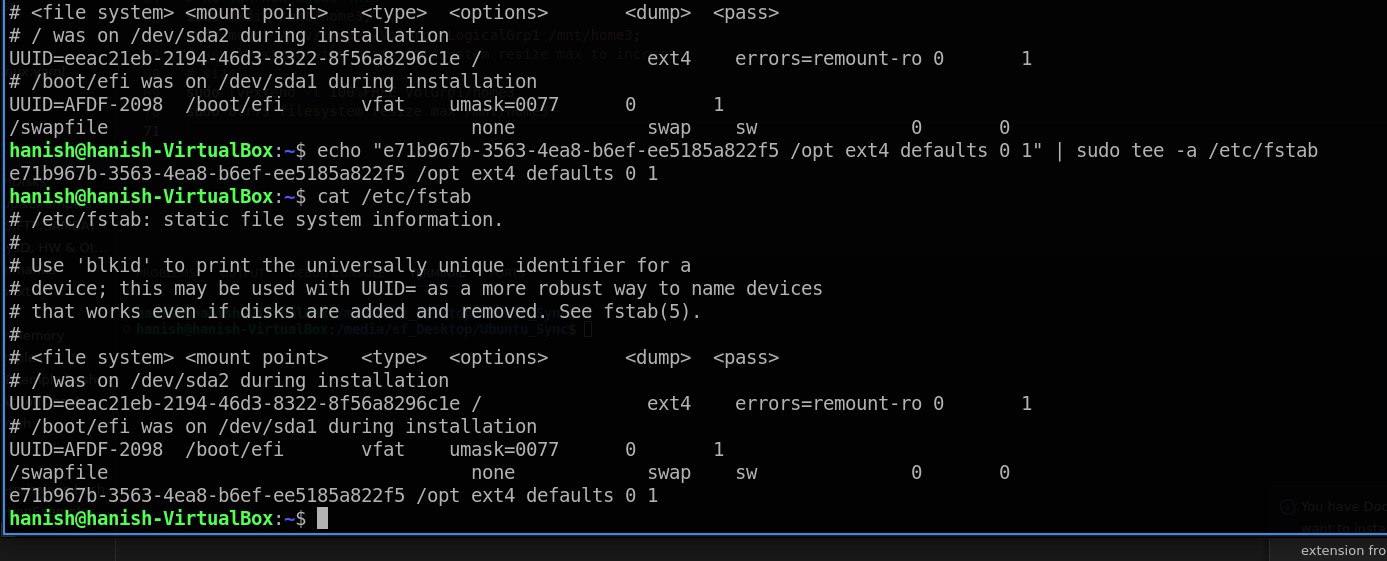 # <file system> <mount point>   <type>  <options>       <dump>  <pass>
# / was on /dev/sda2 during installation
UUID=eeac21eb-2194-46d3-8322-8f56a8296c1e /               ext4    errors=remount-ro 0       1
# /boot/efi was on /dev/sda1 during installation
UUID=AFDF-2098  /boot/efi       vfat    umask=0077      0       1
/swapfile                                 none            swap    sw              0       0
hanish@hanish-VirtualBox:~$ echo "e71b967b-3563-4ea8-b6ef-ee5185a822f5 /opt ext4 defaults 0 1" | sudo tee -a /etc/fstab
e71b967b-3563-4ea8-b6ef-ee5185a822f5 /opt ext4 defaults 0 1
hanish@hanish-VirtualBox:~$ cat /etc/fstab
# /etc/fstab: static file system information.
#
# Use 'blkid' to print the universally unique identifier for a
# device; this may be used with UUID= as a more robust way to name devices
# that works even if disks are added and removed. See fstab(5).
#
# <file system> <mount point>   <type>  <options>       <dump>  <pass>
# / was on /dev/sda2 during installation
UUID=eeac21eb-2194-46d3-8322-8f56a8296c1e /               ext4    errors=remount-ro 0       1
# /boot/efi was on /dev/sda1 during installation
UUID=AFDF-2098  /boot/efi       vfat    umask=0077      0       1
/swapfile                                 none            swap    sw              0       0
e71b967b-3563-4ea8-b6ef-ee5185a822f5 /opt ext4 defaults 0 1
hanish@hanish-VirtualBox:~$
hanish@hanish-VirtualBox:/media/sf_Desktop/Ubuntu_Sync$
71
You have Doc
want to insta
extension fro